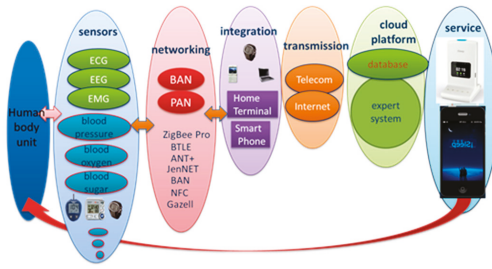 Human
body
unit
sensors
ECG
EEG
EMG
blood
pressure
blood
oxygen
blood
sugar
networking
BAN
PAN
ZigBee Pro
BTLE
ANT+
JenNET
BAN
NFC
Gazell
integration
Home
Terminal
Smart
Phone
transmission
Telecom
Internet
cloud
platform
database
expert
system
service